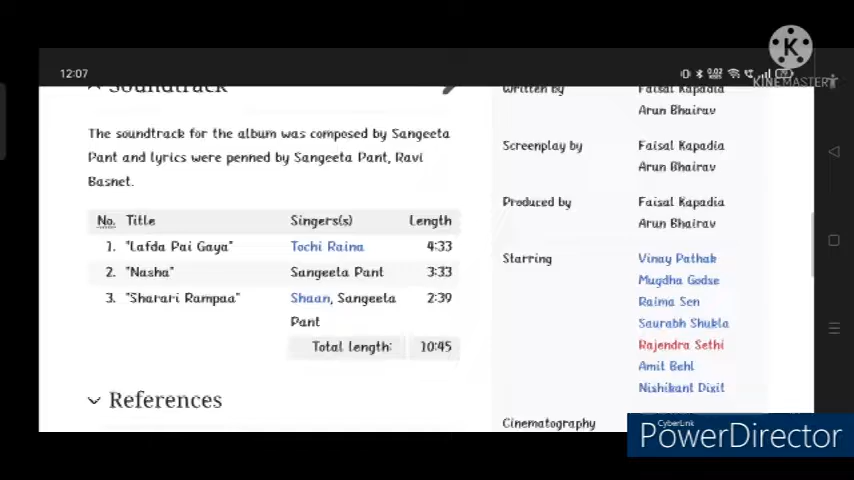 12:07
KINEMASTER
Soundtrack
The soundtrack for the album was composed by Sangeeta
Pant and lyrics were penned by Sangeeta Pant, Ravi
Basnet.
No. Title Singers(s) Length
1. "Lafda Pai Gaya" Tochi Raina 4:33
2. "Nasha" Sangeeta Pant 3:33
3. "Sharari Rampaa" Shaan, Sangeeta 2:39
Pant
Total length: 10:45
References
Written by Faisal Kapadia
Arun Bhairav
Screenplay by Faisal Kapadia
Arun Bhairav
Produced by Faisal Kapadia
Arun Bhairav
Starring Vinay Pathak
Mugdha Godse
Raima Sen
Saurabh Shukla
Rajendra Sethi
Amit Behl
Nishikant Dixit
Cinematography
CyberLink
PowerDirector